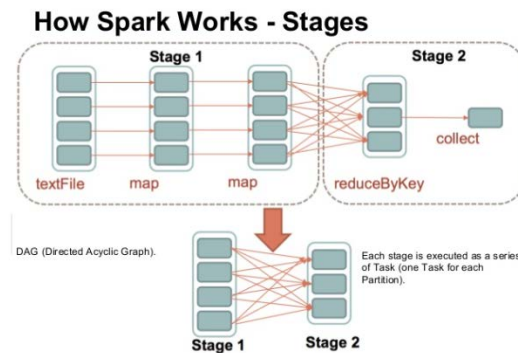 How Spark Works - Stages
Stage 1
Stage 2
textFile
map
map
reduceByKey
collect
DAG (Directed Acyclic Graph).
Each stage is executed as a series
of Task (one Task for each
Partition).
Stage 1
Stage 2